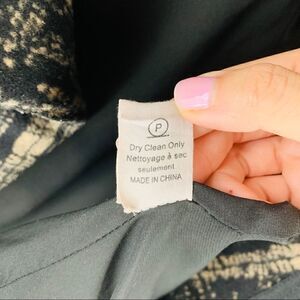 P
Dry Clean Only
Nettoyage à sec
seulement
MADE IN CHINA